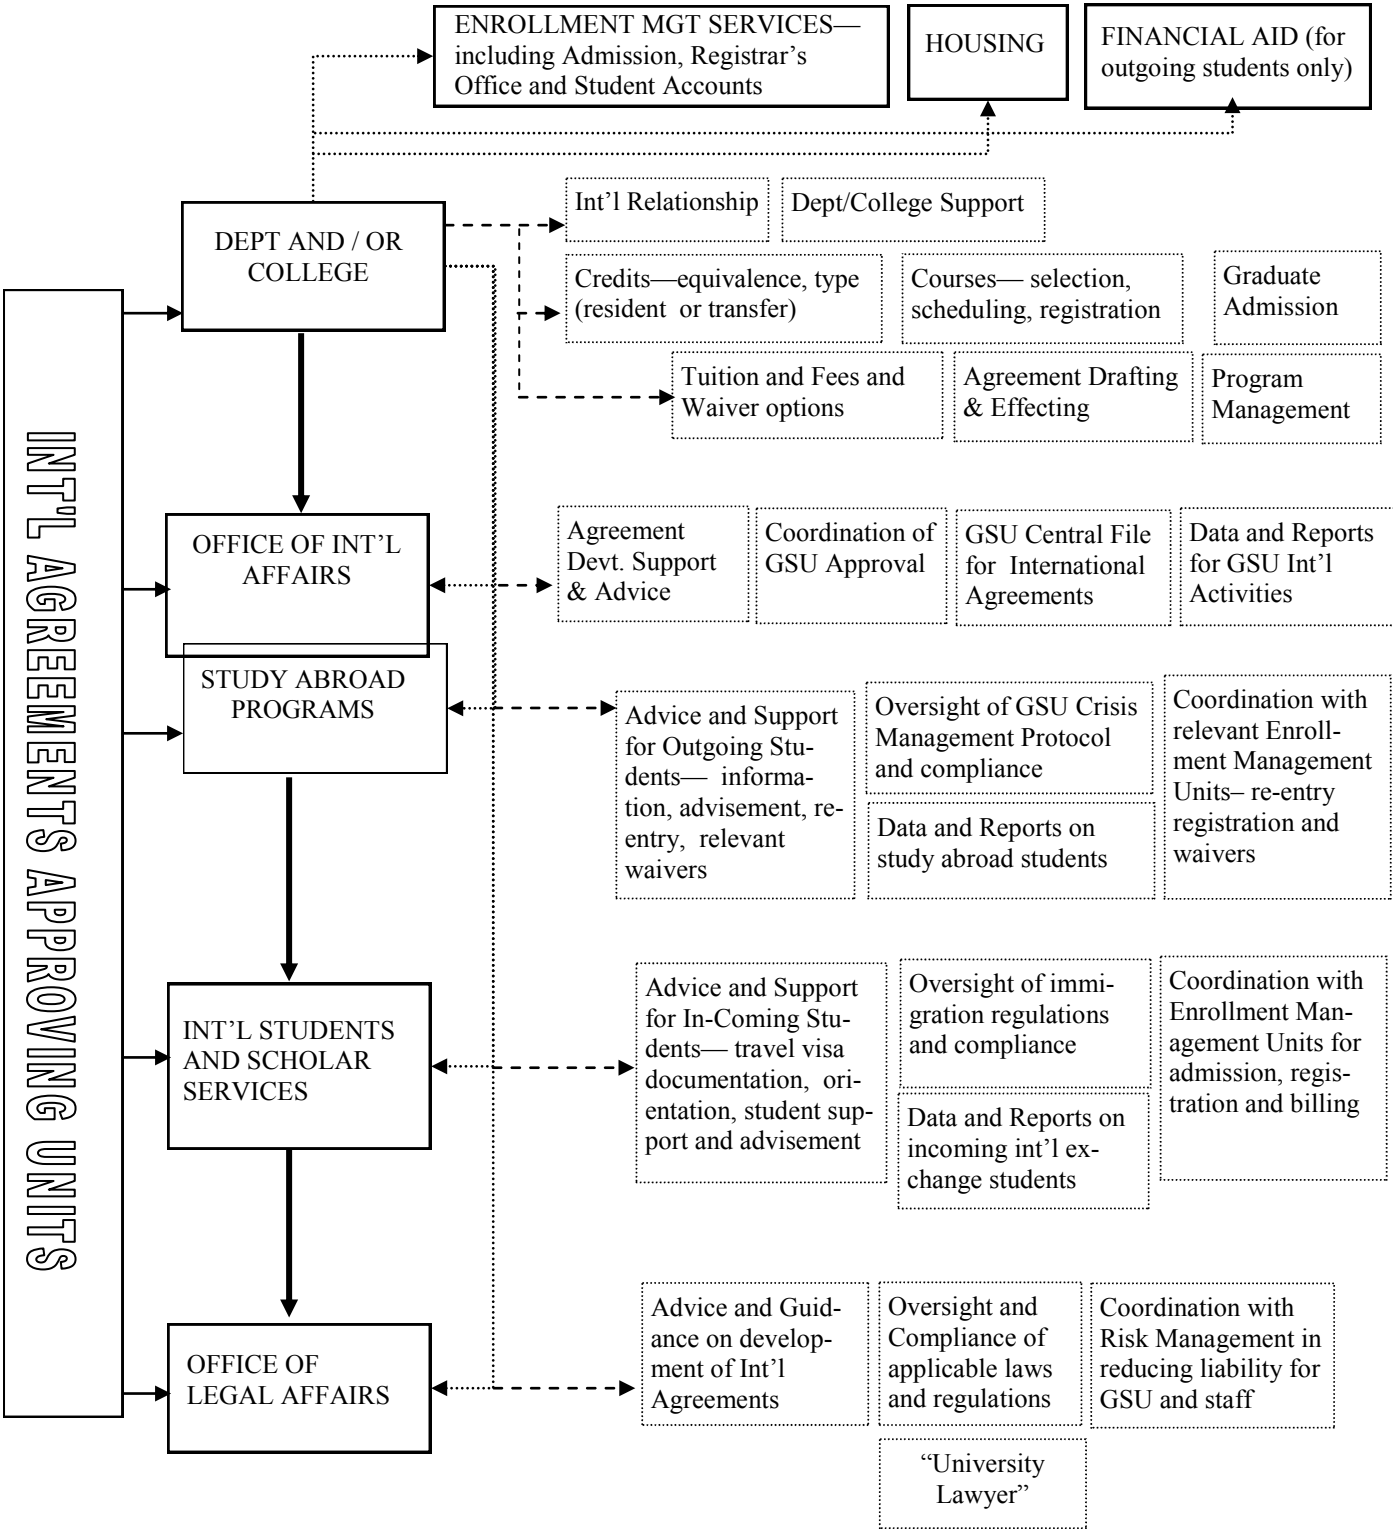 ENROLLMENT MGT SERVICES—
including Admission, Registrar's
Office and Student Accounts
HOUSING
FINANCIAL AID (for
outgoing students only)
DEPT AND / OR
COLLEGE
Int'l Relationship
Dept/College Support
Credits—equivalence, type
(resident or transfer)
Courses— selection,
scheduling, registration
Graduate
Admission
Tuition and Fees and
Waiver options
Agreement Drafting
& Effecting
Program
Management
INT'L AGREEMENTS APPROVING UNITS
OFFICE OF INT'L
AFFAIRS
Agreement
Devt. Support
& Advice
Coordination of
GSU Approval
GSU Central File
for International
Agreements
Data and Reports
for GSU Int'l
Activities
STUDY ABROAD
PROGRAMS
Advice and Support
for Outgoing Stu-
dents— informa-
tion, advisement, re-
entry, relevant
waivers
Oversight of GSU Crisis
Management Protocol
and compliance
Data and Reports on
study abroad students
Coordination with
relevant Enroll-
ment Management
Units– re-entry
registration and
waivers
INT'L STUDENTS
AND SCHOLAR
SERVICES
Advice and Support
for In-Coming Stu-
dents— travel visa
documentation, ori-
entation, student sup-
port and advisement
Oversight of immi-
gration regulations
and compliance
Data and Reports on
incoming int'l ex-
change students
Coordination with
Enrollment Man-
agement Units for
admission, regis-
tration and billing
OFFICE OF
LEGAL AFFAIRS
Advice and Guid-
ance on develop-
ment of Int'l
Agreements
Oversight and
Compliance of
applicable laws
and regulations
Coordination with
Risk Management in
reducing liability for
GSU and staff
“University
Lawyer”